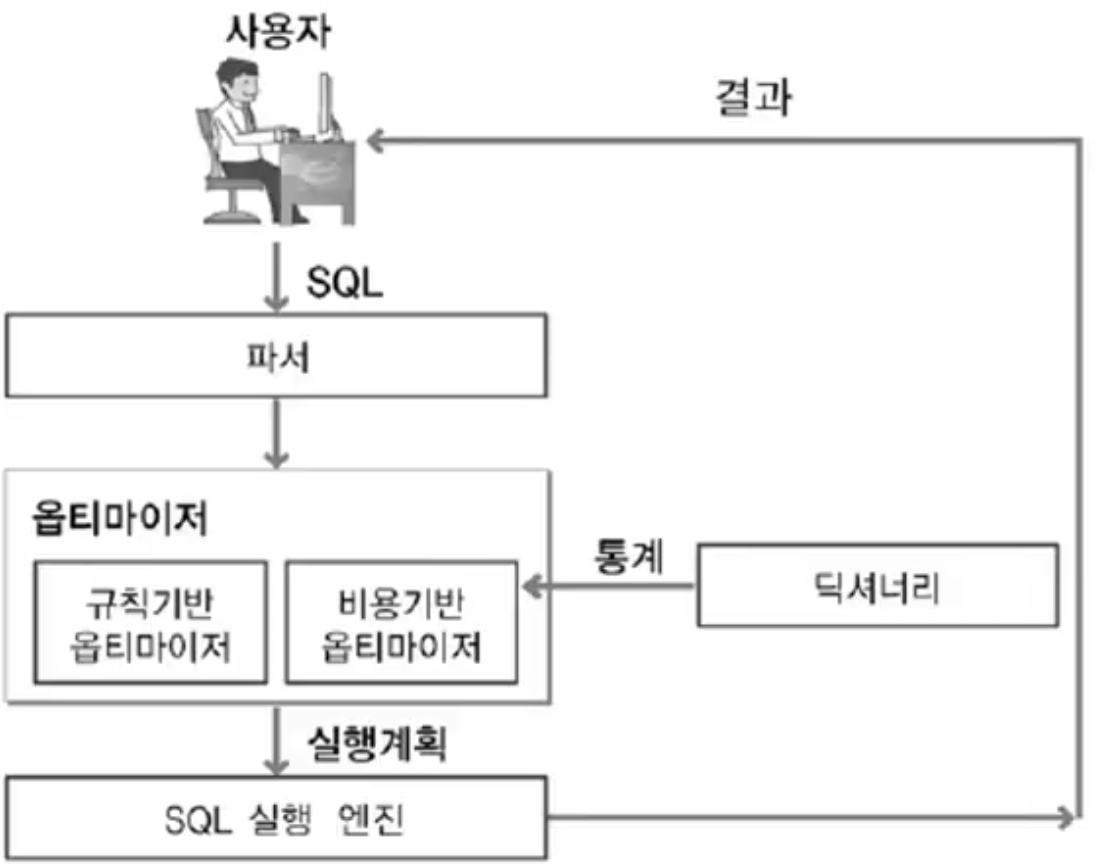 사용자
결과
SQL
파서
옵티마이저
규칙기반
옵티마이저
비용기반
옵티마이저
통계
딕셔너리
실행계획
SQL 실행 엔진